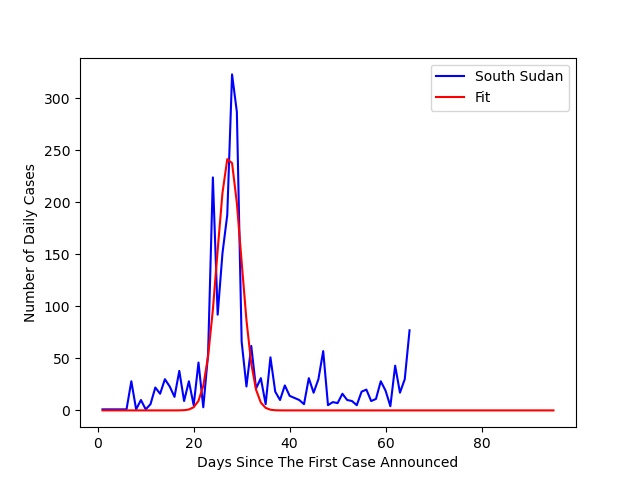 South Sudan
Fit
300
250
200
150
100
50
0
Number of Daily Cases
0 20 40 60 80
Days Since The First Case Announced